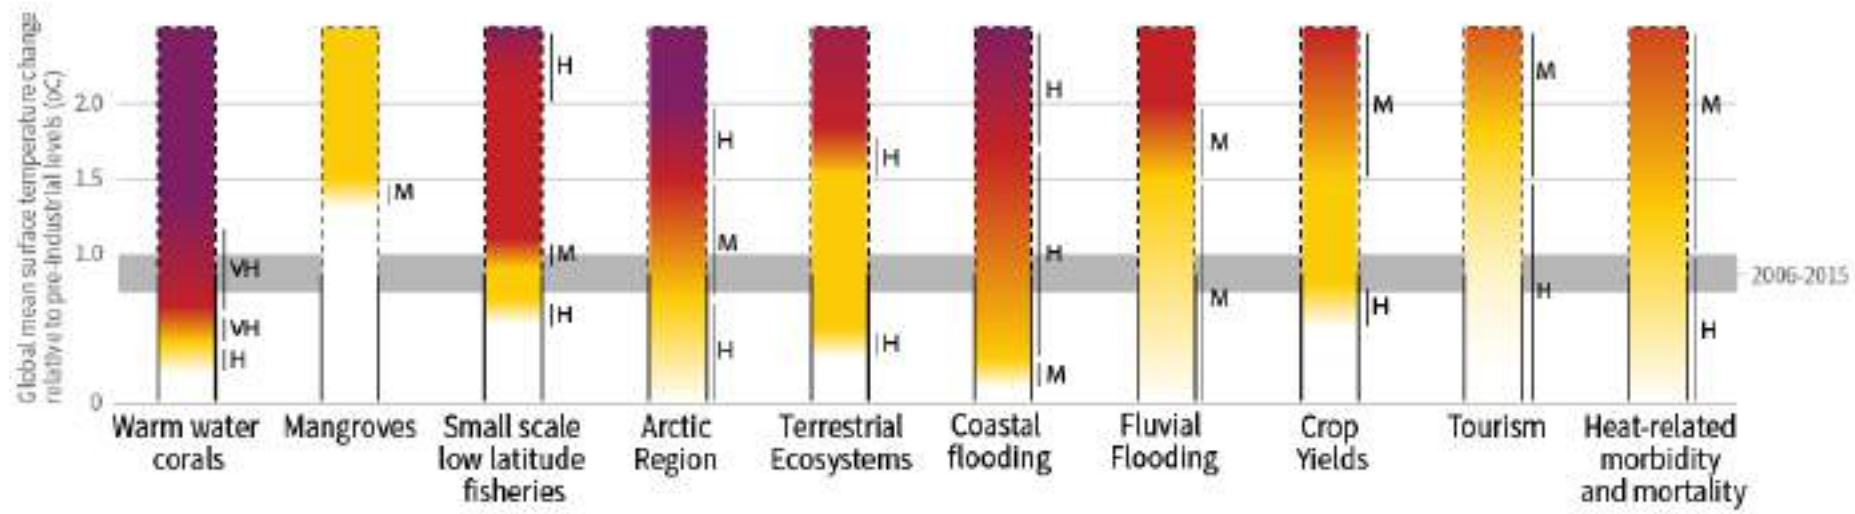 Global mean surface temperature change
relative to pre-industrial levels (oC)
2.0
1.5
1.0
0
2006-2015
VH
VH
H
M
H
M
H
H
M
H
H
H
H
H
M
M
M
M
H
M
H
M
H
Warm water
corals
Mangroves
Small scale
low latitude
fisheries
Arctic
Region
Terrestrial
Ecosystems
Coastal
flooding
Fluvial
Flooding
Crop
Yields
Tourism
Heat-related
morbidity
and mortality